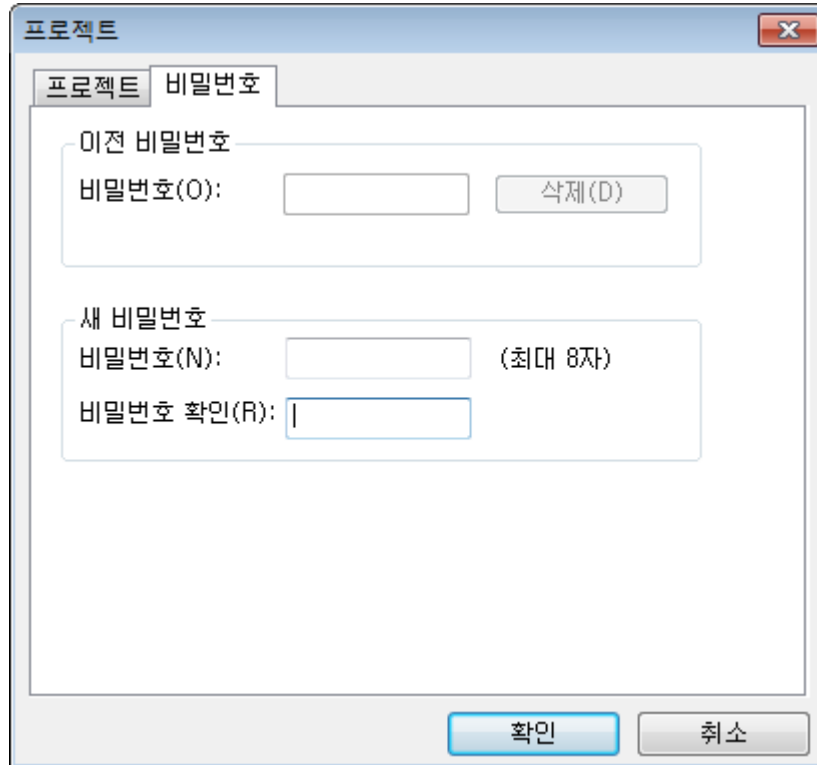 프로젝트
프로젝트 비밀번호
이전 비밀번호
비밀번호(O): 삭제(D)
새 비밀번호
비밀번호(N): (최대 8자)
비밀번호 확인(R):
확인 취소